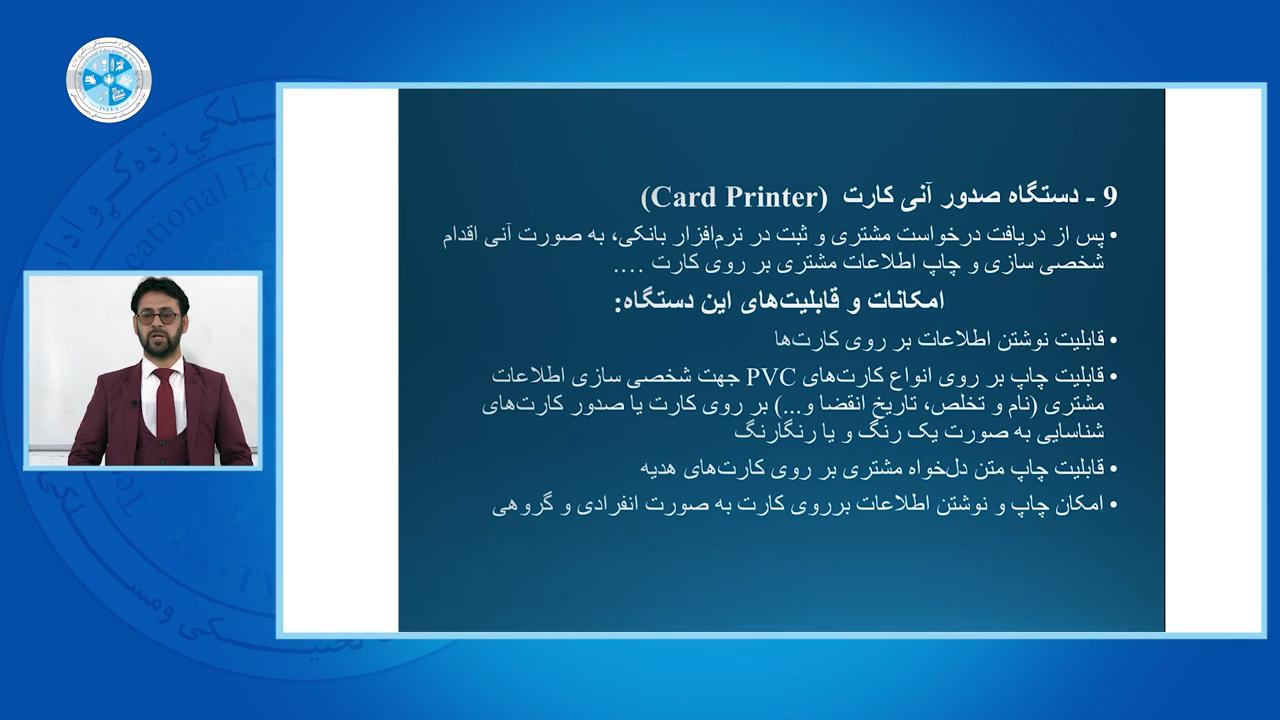 9 - دستگاه صدور آنی کارت (Card Printer)
• پس از دریافت درخواست مشتری و ثبت در نرم‌افزار بانکی، به صورت آنی اقدام
شخصی سازی و چاپ اطلاعات مشتری بر روی کارت ....
امکانات و قابلیت‌های این دستگاه:
• قابلیت نوشتن اطلاعات بر روی کارت‌ها
• قابلیت چاپ بر روی انواع کارت‌های PVC جهت شخصی سازی اطلاعات
مشتری (نام و تخلص، تاریخ انقضا و...) بر روی کارت یا صدور کارت‌های
شناسایی به صورت یک رنگ و یا رنگارنگ
• قابلیت چاپ متن دل‌خواه مشتری بر روی کارت‌های هدیه
• امکان چاپ و نوشتن اطلاعات برروی کارت به صورت انفرادی و گروهی